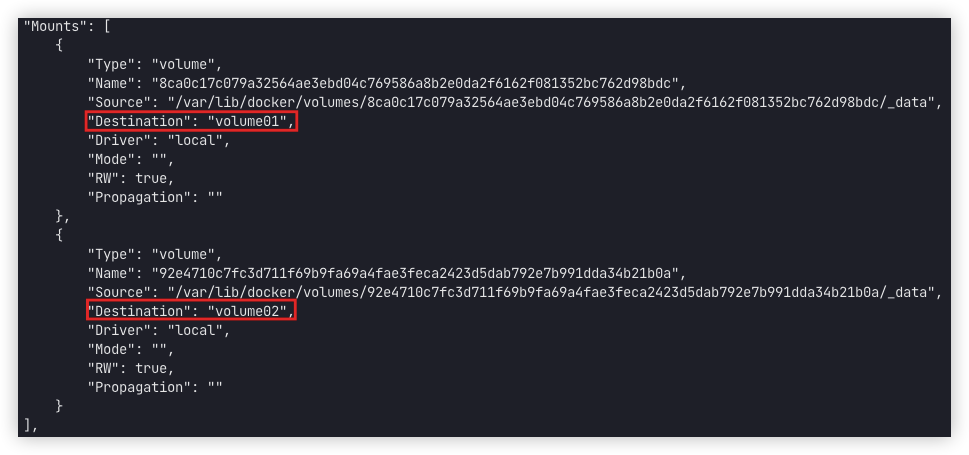 "Mounts": [
{
"Type": "volume",
"Name": "8ca0c17c079a32564ae3ebd04c769586a8b2e0da2f6162f081352bc762d98bdc",
"Source": "/var/lib/docker/volumes/8ca0c17c079a32564ae3ebd04c769586a8b2e0da2f6162f081352bc762d98bdc/_data",
"Destination": "volume01",
"Driver": "local",
"Mode": "",
"RW": true,
"Propagation": ""
},
{
"Type": "volume",
"Name": "92e4710c7fc3d711f69b9fa69a4fae3feca2423d5dab792e7b991dda34b21b0a",
"Source": "/var/lib/docker/volumes/92e4710c7fc3d711f69b9fa69a4fae3feca2423d5dab792e7b991dda34b21b0a/_data",
"Destination": "volume02",
"Driver": "local",
"Mode": "",
"RW": true,
"Propagation": ""
}
],